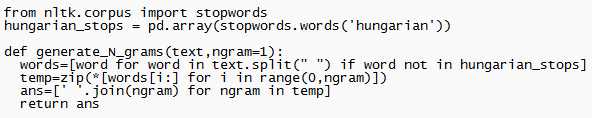 from nltk.corpus import stopwords
hungarian_stops = pd.array(stopwords.words('hungarian'))

def generate_N_grams(text,ngram=1):
  words=[word for word in text.split(" ") if word not in hungarian_stops]
  temp=zip(*[words[i:] for i in range(0,ngram)])
  ans=[' '.join(ngram) for ngram in temp]
  return ans